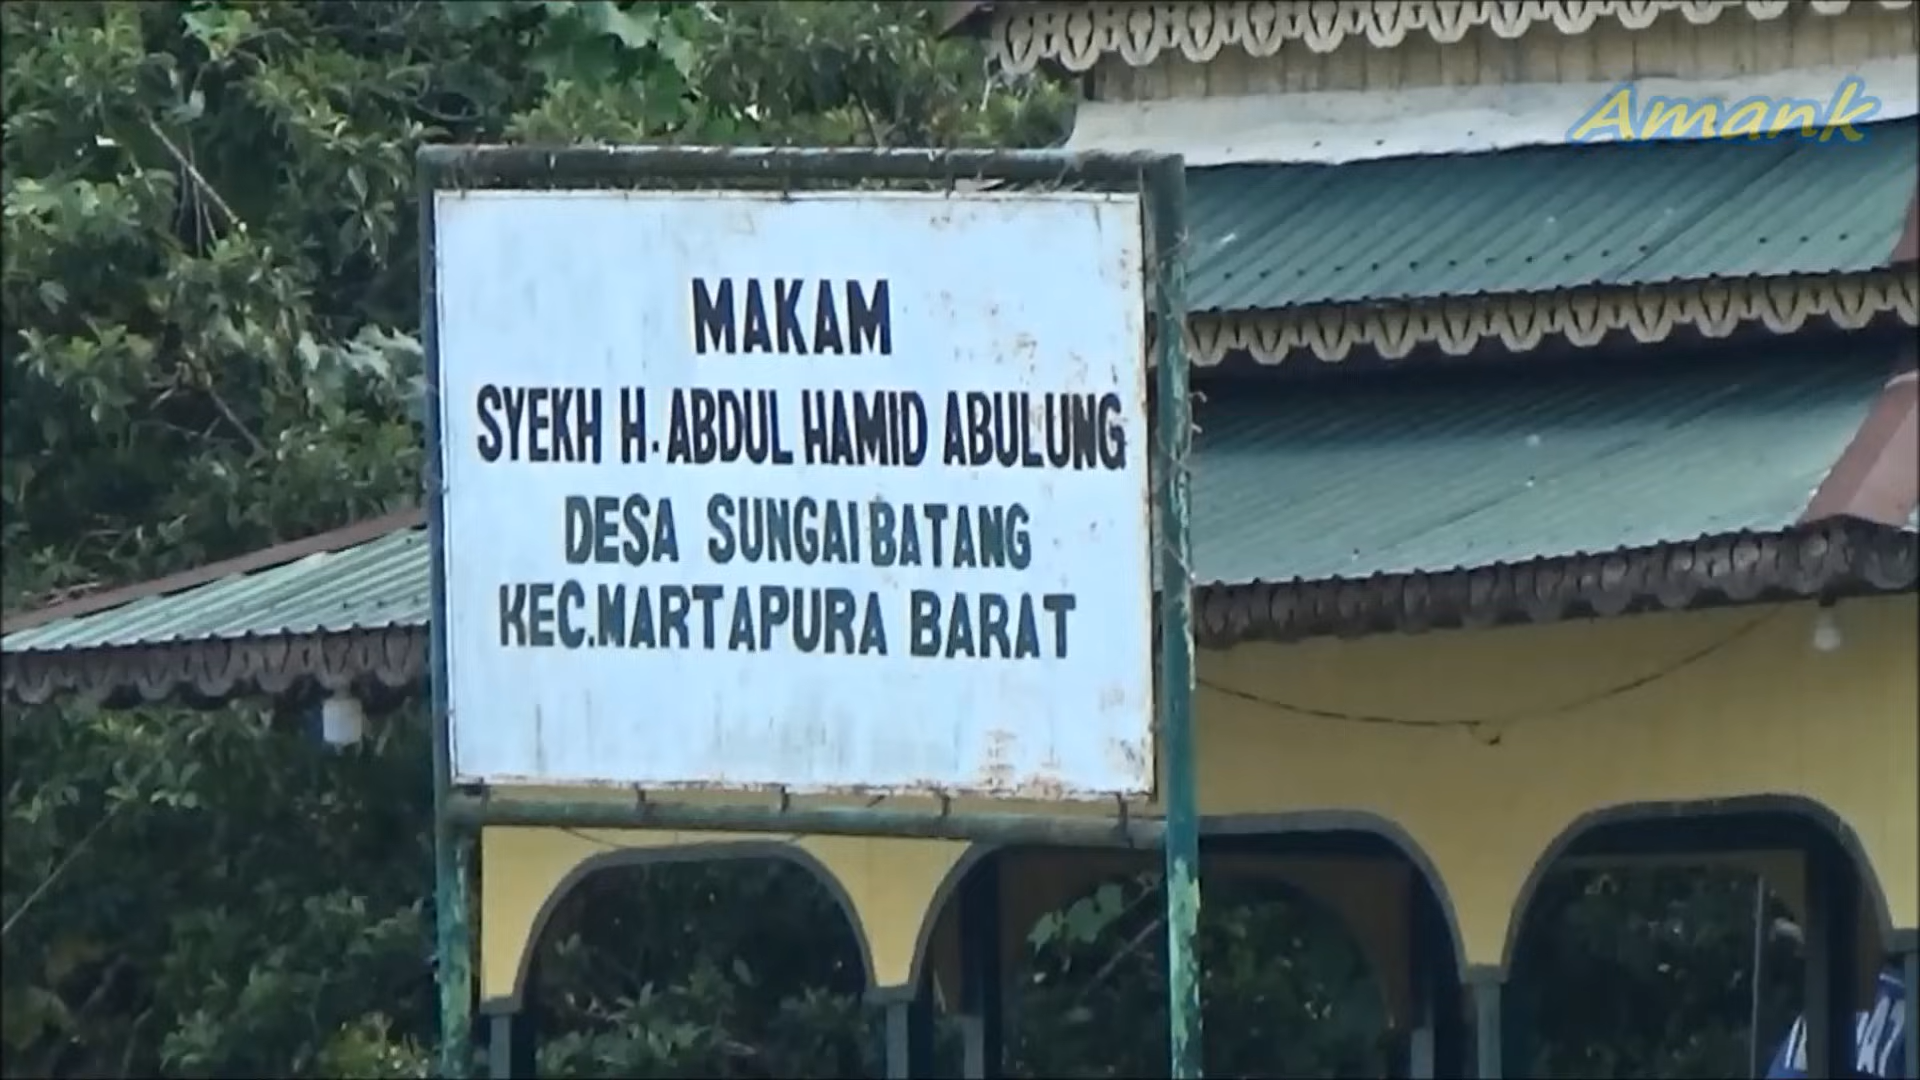 Amank
MAKAM
SYEKH H. ABDUL HAMID ABULUNG
DESA SUNGAI BATANG
KEC. MARTAPURA BARAT